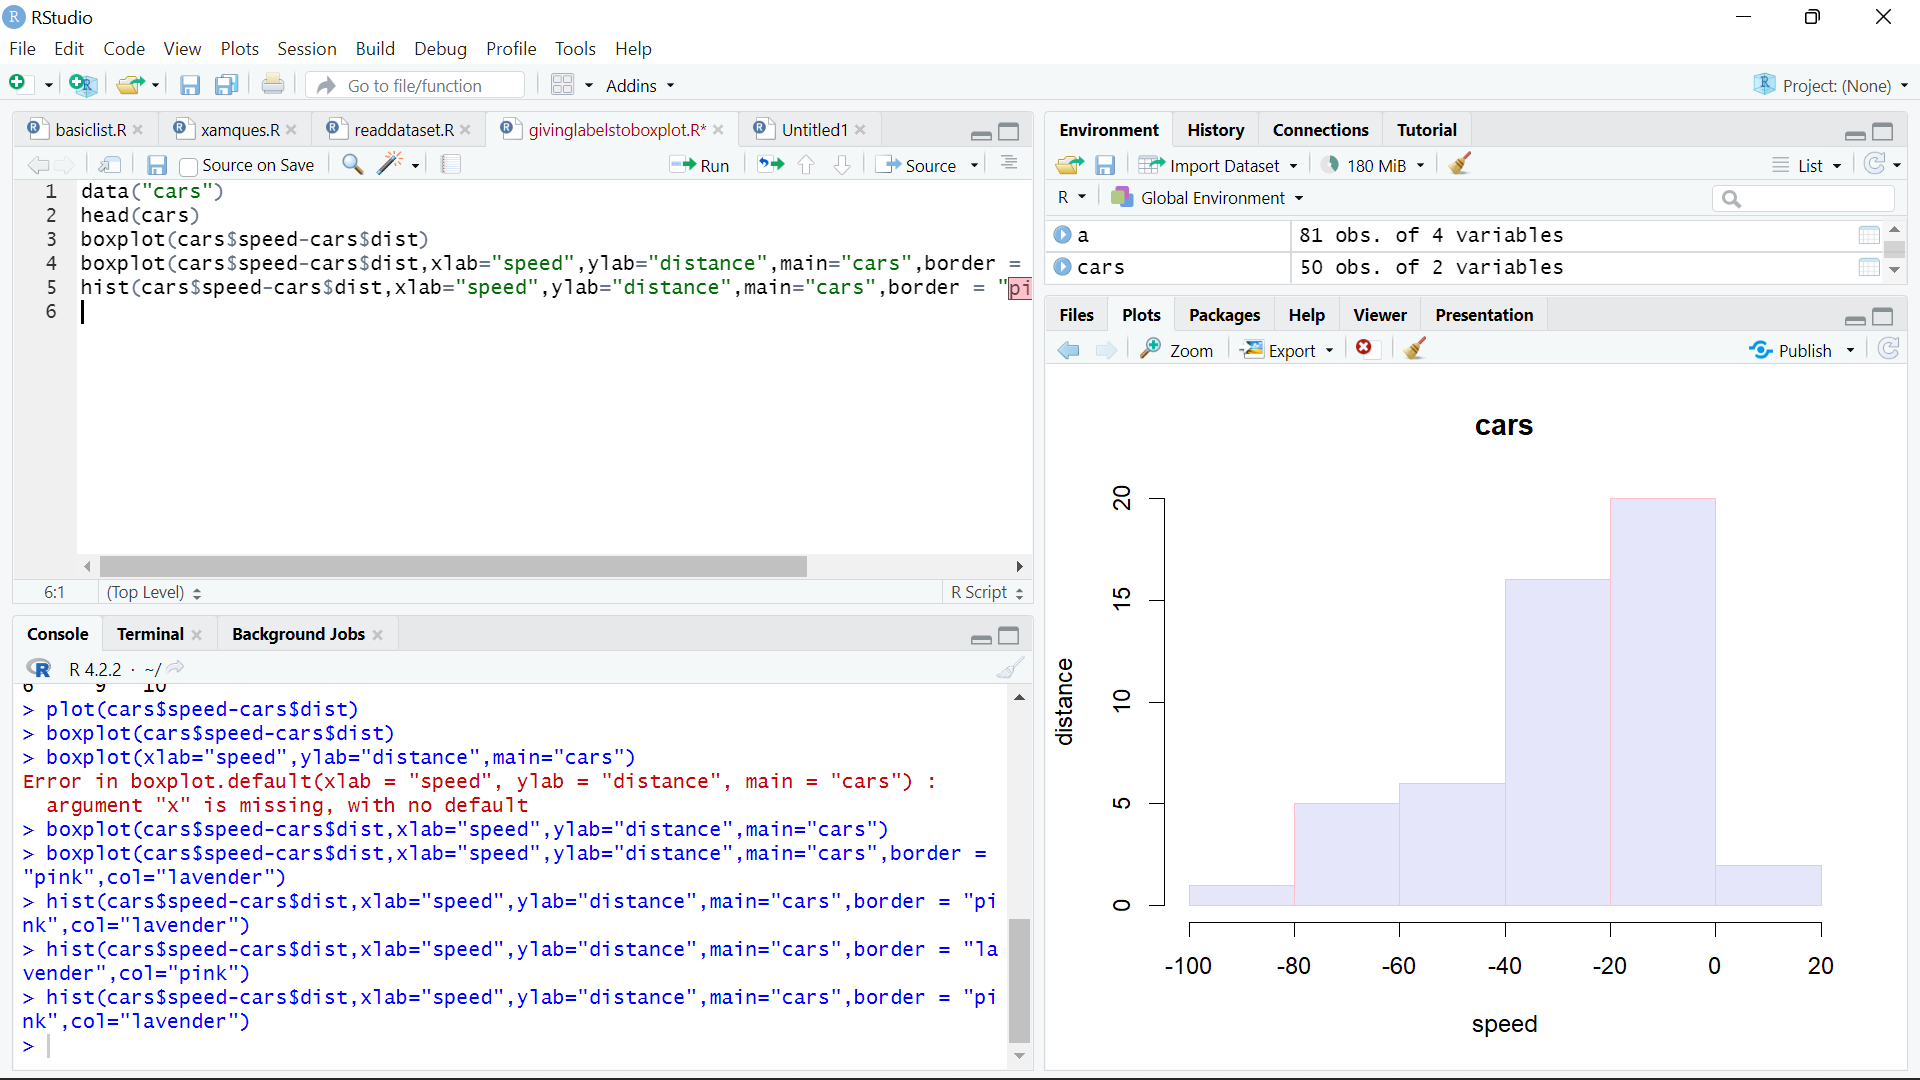 RStudio
File Edit Code View Plots Session Build Debug Profile Tools Help
Go to file/function Addins Project: (None)
basiclist.R xamques.R readdataset.R givinglabelstoboxplot.R* Untitled1
Source on Save Run Source
1 data("cars")
2 head(cars)
3 boxplot(cars$speed-cars$dist)
4 boxplot(cars$speed-cars$dist,xlab="speed",ylab="distance",main="cars",border =
5 hist(cars$speed-cars$dist,xlab="speed",ylab="distance",main="cars",border = "pi
6
6:1 (Top Level) R Script
Console Terminal Background Jobs
R 4.2.2 · ~/
6 9 10
> plot(cars$speed-cars$dist)
> boxplot(cars$speed-cars$dist)
> boxplot(xlab="speed",ylab="distance",main="cars")
Error in boxplot.default(xlab = "speed", ylab = "distance", main = "cars") :
argument "x" is missing, with no default
> boxplot(cars$speed-cars$dist,xlab="speed",ylab="distance",main="cars")
> boxplot(cars$speed-cars$dist,xlab="speed",ylab="distance",main="cars",border =
"pink",col="lavender")
> hist(cars$speed-cars$dist,xlab="speed",ylab="distance",main="cars",border = "pi
nk",col="lavender")
> hist(cars$speed-cars$dist,xlab="speed",ylab="distance",main="cars",border = "la
vender",col="pink")
> hist(cars$speed-cars$dist,xlab="speed",ylab="distance",main="cars",border = "pi
nk",col="lavender")
>
Environment History Connections Tutorial
Import Dataset 180 MiB List
R Global Environment
a 81 obs. of 4 variables
cars 50 obs. of 2 variables
Files Plots Packages Help Viewer Presentation
Zoom Export Publish
cars
distance
20
15
10
5
0
-100 -80 -60 -40 -20 0 20
speed